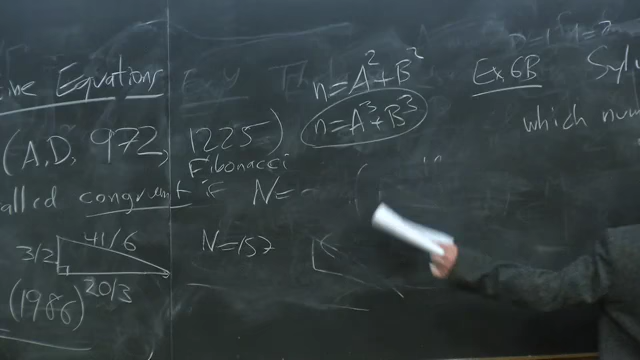 ine Equations
n=A²+B²
Ex 6B
Sylv
(A.D, 972, 1225)
n=A³+B³
which num
Fibonacci
alled congruent if N=
3/2 41/6
N=157
20/3
(1986)